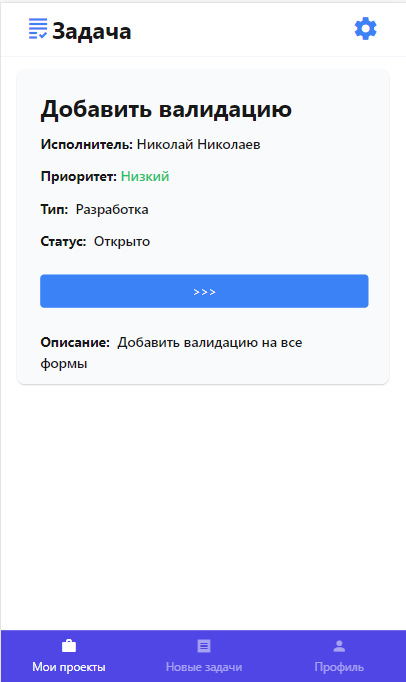 Задача
Добавить валидацию
Исполнитель: Николай Николаев
Приоритет: Низкий
Тип: Разработка
Статус: Открыто
>>>
Описание: Добавить валидацию на все
формы
Мои проекты
Новые задачи
Профиль